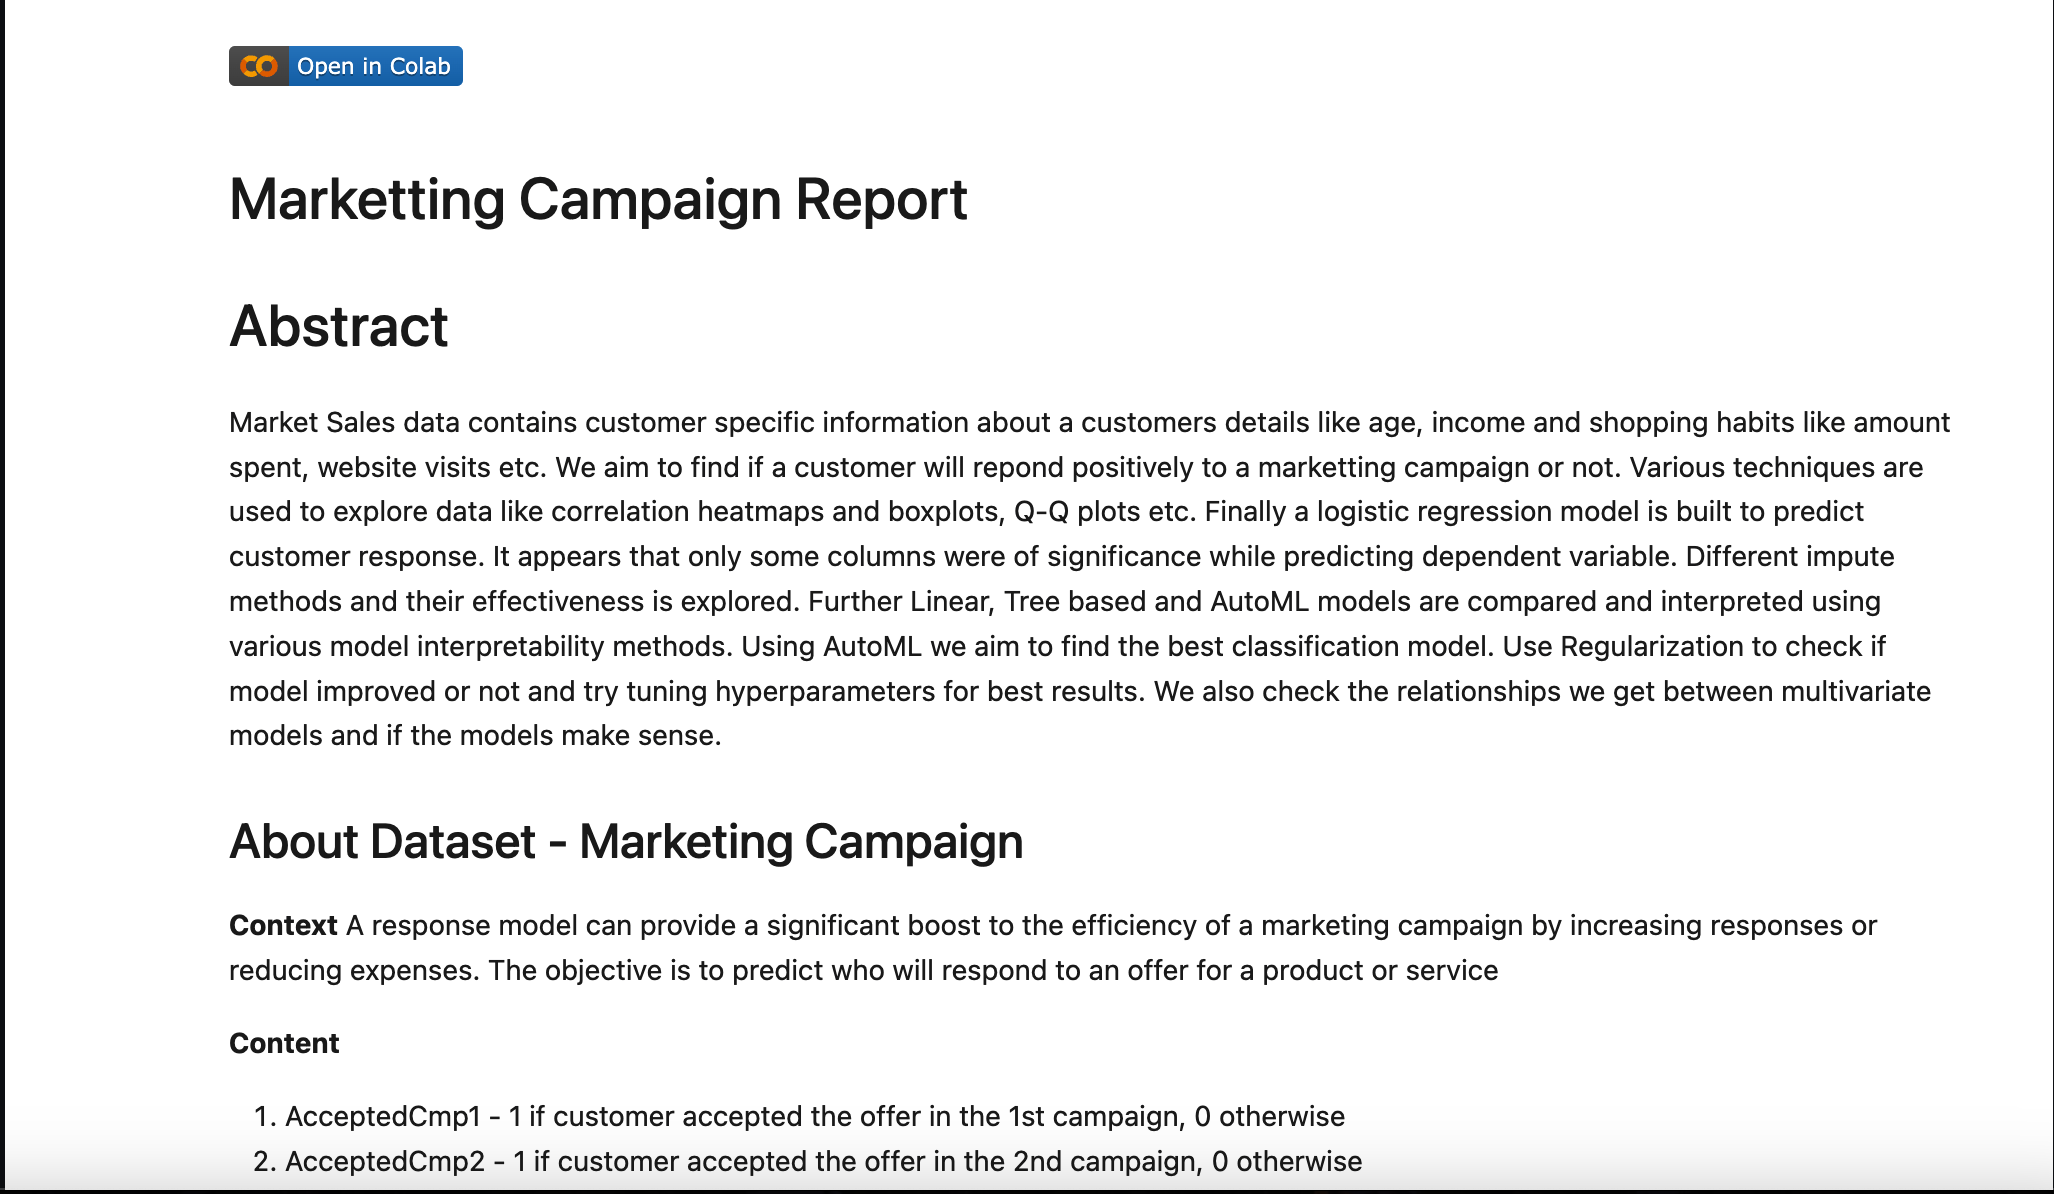 Open in Colab
Marketting Campaign Report
Abstract
Market Sales data contains customer specific information about a customers details like age, income and shopping habits like amount
spent, website visits etc. We aim to find if a customer will repond positively to a marketting campaign or not. Various techniques are
used to explore data like correlation heatmaps and boxplots, Q-Q plots etc. Finally a logistic regression model is built to predict
customer response. It appears that only some columns were of significance while predicting dependent variable. Different impute
methods and their effectiveness is explored. Further Linear, Tree based and AutoML models are compared and interpreted using
various model interpretability methods. Using AutoML we aim to find the best classification model. Use Regularization to check if
model improved or not and try tuning hyperparameters for best results. We also check the relationships we get between multivariate
models and if the models make sense.
About Dataset - Marketing Campaign
Context A response model can provide a significant boost to the efficiency of a marketing campaign by increasing responses or
reducing expenses. The objective is to predict who will respond to an offer for a product or service
Content
1. AcceptedCmp1 - 1 if customer accepted the offer in the 1st campaign, 0 otherwise
2. AcceptedCmp2 - 1 if customer accepted the offer in the 2nd campaign, 0 otherwise